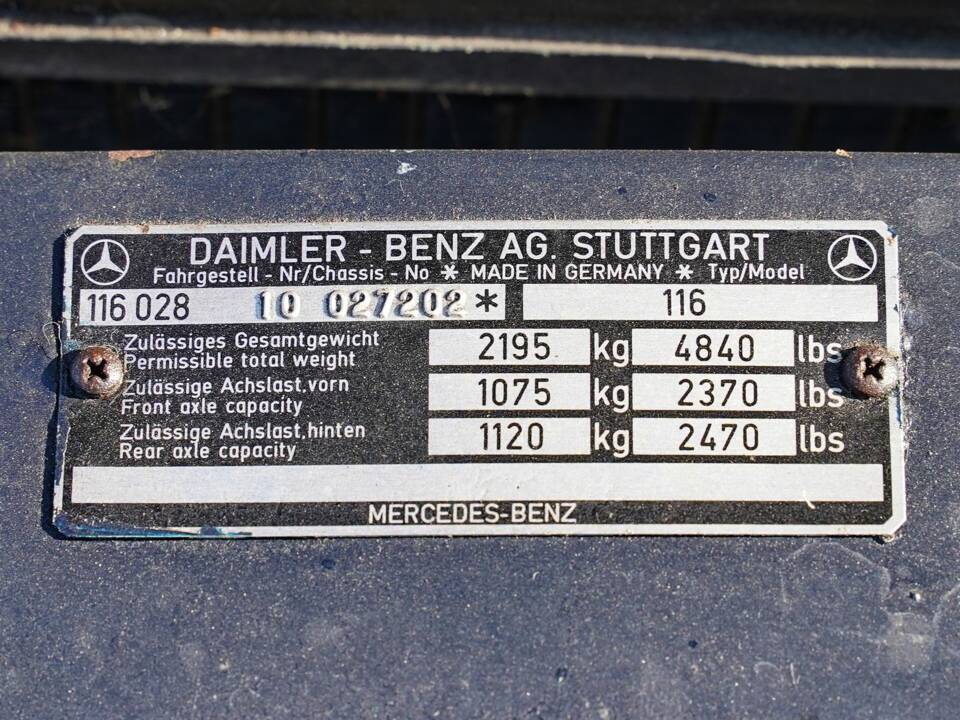 DAIMLER - BENZ AG. STUTTGART
Fahrgestell - Nr/Chassis - No * MADE IN GERMANY * Typ/Model
116 028 10 027202* 116
Zulässiges Gesamtgewicht
Permissible total weight 2195 kg 4840 lbs
Zulässige Achslast,vorn
Front axle capacity 1075 kg 2370 lbs
Zulässige Achslast,hinten
Rear axle capacity 1120 kg 2470 lbs
MERCEDES-BENZ